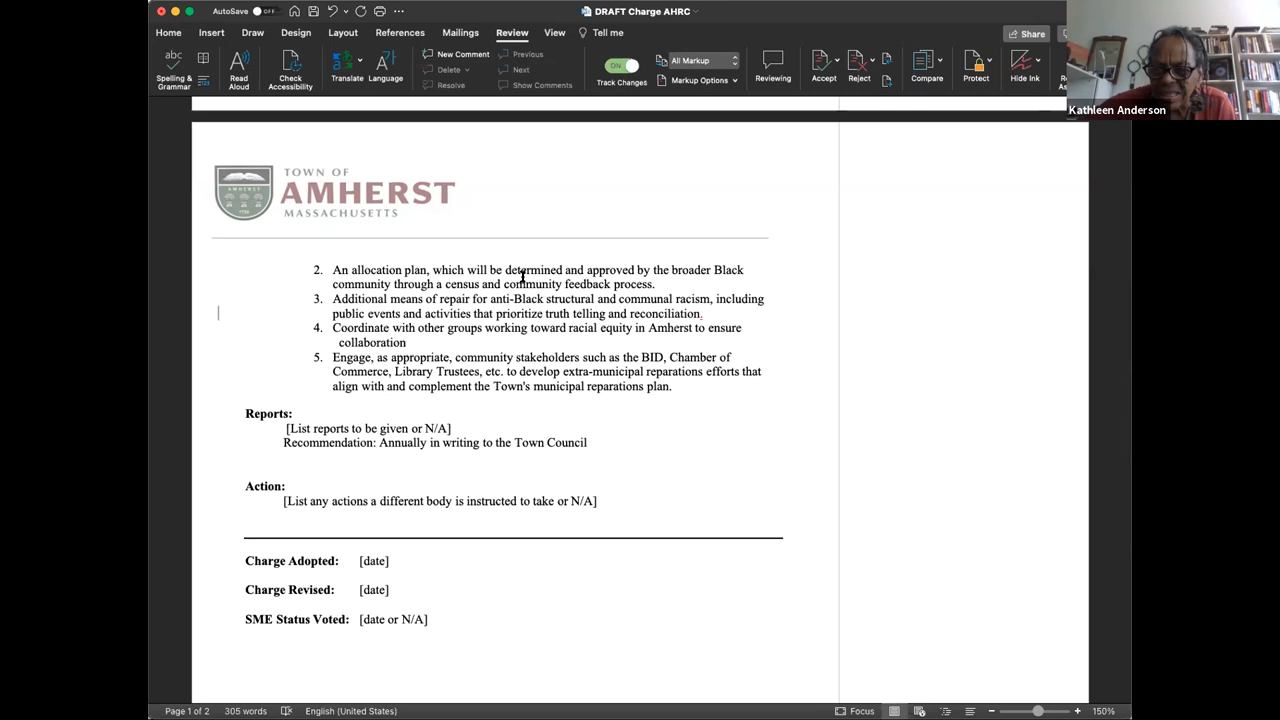 AutoSave OFF
DRAFT Charge AHRC
Home Insert Draw Design Layout References Mailings Review View Tell me
Share
abc
Spelling & Grammar
Read Aloud
Check Accessibility
Translate
Language
New Comment
Delete
Resolve
Previous
Next
Show Comments
ON
Track Changes
All Markup
Markup Options
Reviewing
Accept
Reject
Compare
Protect
Hide Ink
Kathleen Anderson
TOWN OF
AMHERST
MASSACHUSETTS
2. An allocation plan, which will be determined and approved by the broader Black
community through a census and community feedback process.
3. Additional means of repair for anti-Black structural and communal racism, including
public events and activities that prioritize truth telling and reconciliation.
4. Coordinate with other groups working toward racial equity in Amherst to ensure
collaboration
5. Engage, as appropriate, community stakeholders such as the BID, Chamber of
Commerce, Library Trustees, etc. to develop extra-municipal reparations efforts that
align with and complement the Town's municipal reparations plan.
Reports:
[List reports to be given or N/A]
Recommendation: Annually in writing to the Town Council
Action:
[List any actions a different body is instructed to take or N/A]
Charge Adopted: [date]
Charge Revised: [date]
SME Status Voted: [date or N/A]
Page 1 of 2 305 words English (United States) Focus 150%